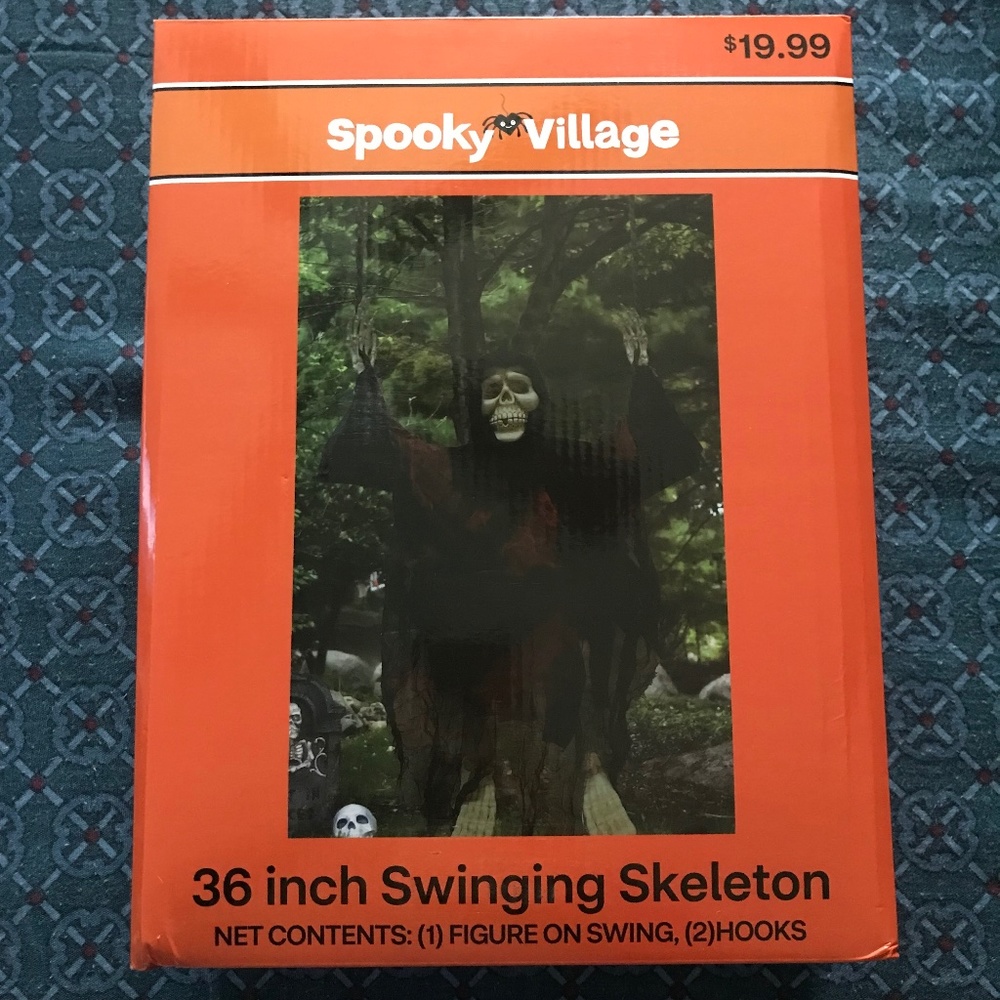 $19.99
Spooky Village
36 inch Swinging Skeleton
NET CONTENTS: (1) FIGURE ON SWING, (2)HOOKS